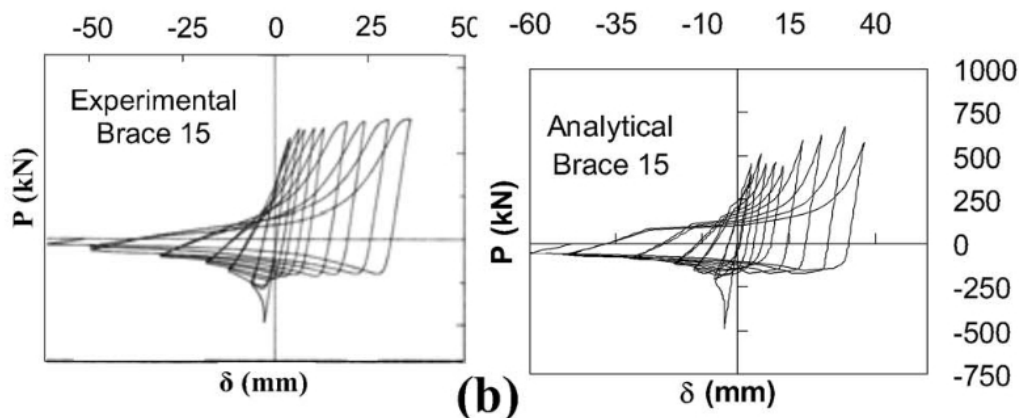 -50 -25 0 25 50
-60 -35 -10 15 40
Experimental
Brace 15
P (kN)
δ (mm)
Analytical
Brace 15
P (kN)
1000
750
500
250
0
-250
-500
-750
δ (mm)
(b)